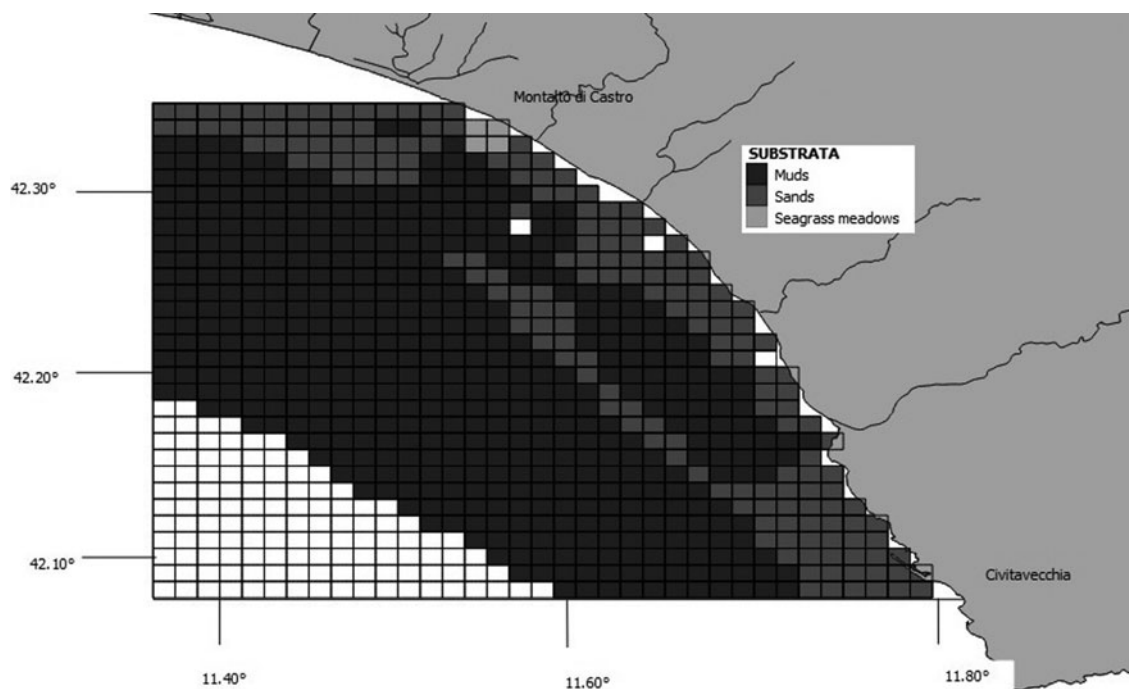 Montalto di Castro
SUBSTRATA
Muds
Sands
Seagrass meadows
42.30°
42.20°
42.10°
Civitavecchia
11.40°
11.60°
11.80°